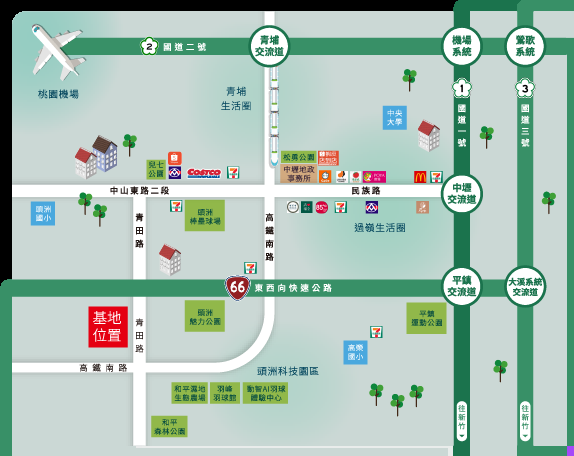 2 國道二號
青埔
交流道
機場
系統
鶯歌
系統
桃園機場
青埔
生活圈
1
國道一號
3
國道三號
中央
大學
兒七
公園
COSTCO
松勇公園
中壢地政
事務所
中山東路二段
民族路
中壢
交流道
頭洲
國小
青田路
頭洲
棒壘球場
高鐵南路
85
過嶺生活圈
66
東西向快速公路
平鎮
交流道
大溪系統
交流道
基地
位置
青田路
頭洲
魅力公園
平鎮
運動公園
高榮
國小
高鐵南路
頭洲科技園區
和平濕地
生態農場
羽峰
羽球館
動智AI羽球
體驗中心
往新竹
往新竹
和平
森林公園